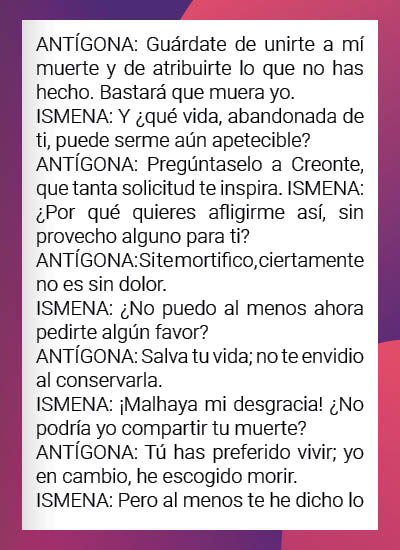 ANTÍGONA: Guárdate de unirte a mí
muerte y de atribuirte lo que no has
hecho. Bastará que muera yo.
ISMENA: Y ¿qué vida, abandonada de
ti, puede serme aún apetecible?
ANTÍGONA: Pregúntaselo a Creonte,
que tanta solicitud te inspira. ISMENA:
¿Por qué quieres afligirme así, sin
provecho alguno para ti?
ANTÍGONA: Si te mortifico, ciertamente
no es sin dolor.
ISMENA: ¿No puedo al menos ahora
pedirte algún favor?
ANTÍGONA: Salva tu vida; no te envidio
al conservarla.
ISMENA: ¡Malhaya mi desgracia! ¿No
podría yo compartir tu muerte?
ANTÍGONA: Tú has preferido vivir; yo
en cambio, he escogido morir.
ISMENA: Pero al menos te he dicho lo